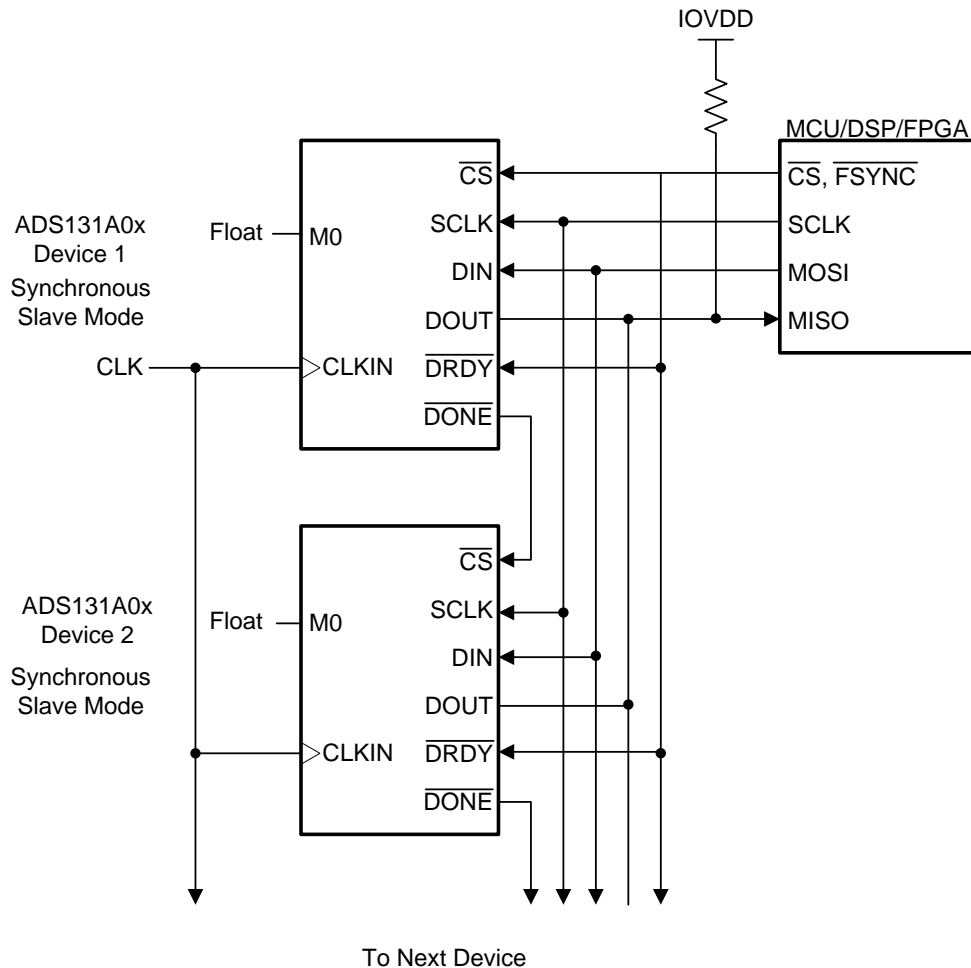 IOVDD
MCU/DSP/FPGA
CS, FSYNC
SCLK
MOSI
MISO
ADS131A0x
Device 1
Synchronous
Slave Mode
CLK
Float
M0
CLKIN
CS
SCLK
DIN
DOUT
DRDY
DONE
ADS131A0x
Device 2
Synchronous
Slave Mode
Float
M0
CLKIN
CS
SCLK
DIN
DOUT
DRDY
DONE
To Next Device